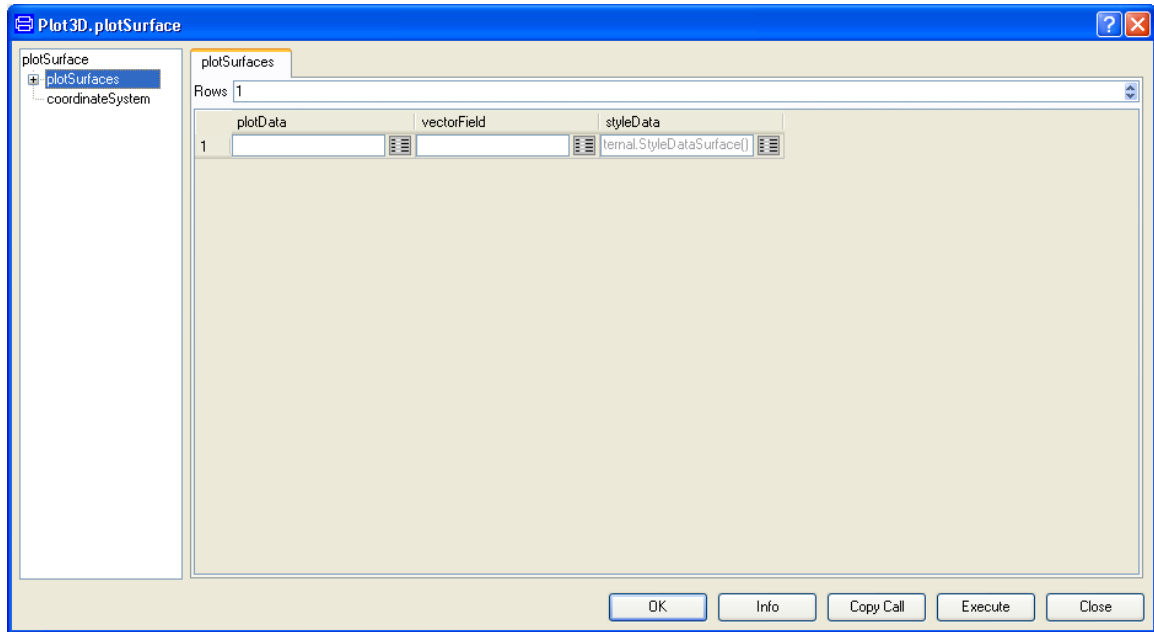 Plot3D.plotSurface
plotSurface
plotSurfaces
coordinateSystem
plotSurfaces
Rows 1
plotData vectorField styleData
1 ternal.StyleDataSurface()
OK Info Copy Call Execute Close